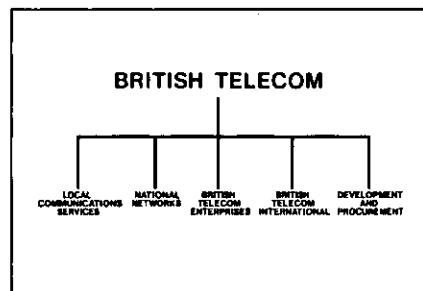 BRITISH TELECOM
LOCAL
COMMUNICATIONS
SERVICES
NATIONAL
NETWORKS
BRITISH
TELECOM
ENTERPRISES
BRITISH
TELECOM
INTERNATIONAL
DEVELOPMENT
AND
PROCUREMENT